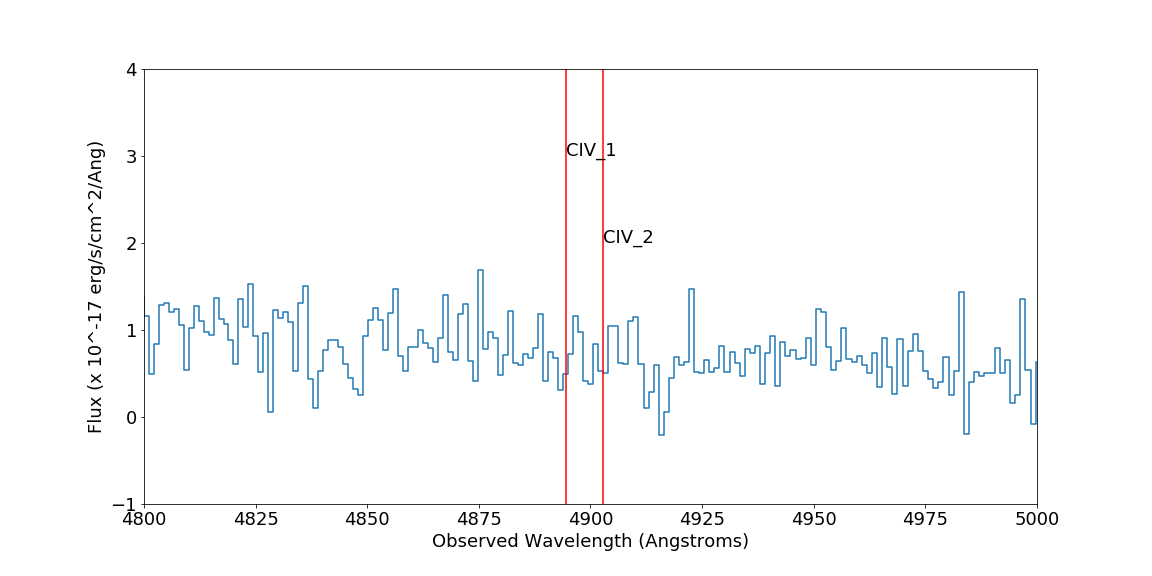 4
3
2
1
0
−1
Flux (x 10^-17 erg/s/cm^2/Ang)
CIV_1
CIV_2
4800 4825 4850 4875 4900 4925 4950 4975 5000
Observed Wavelength (Angstroms)